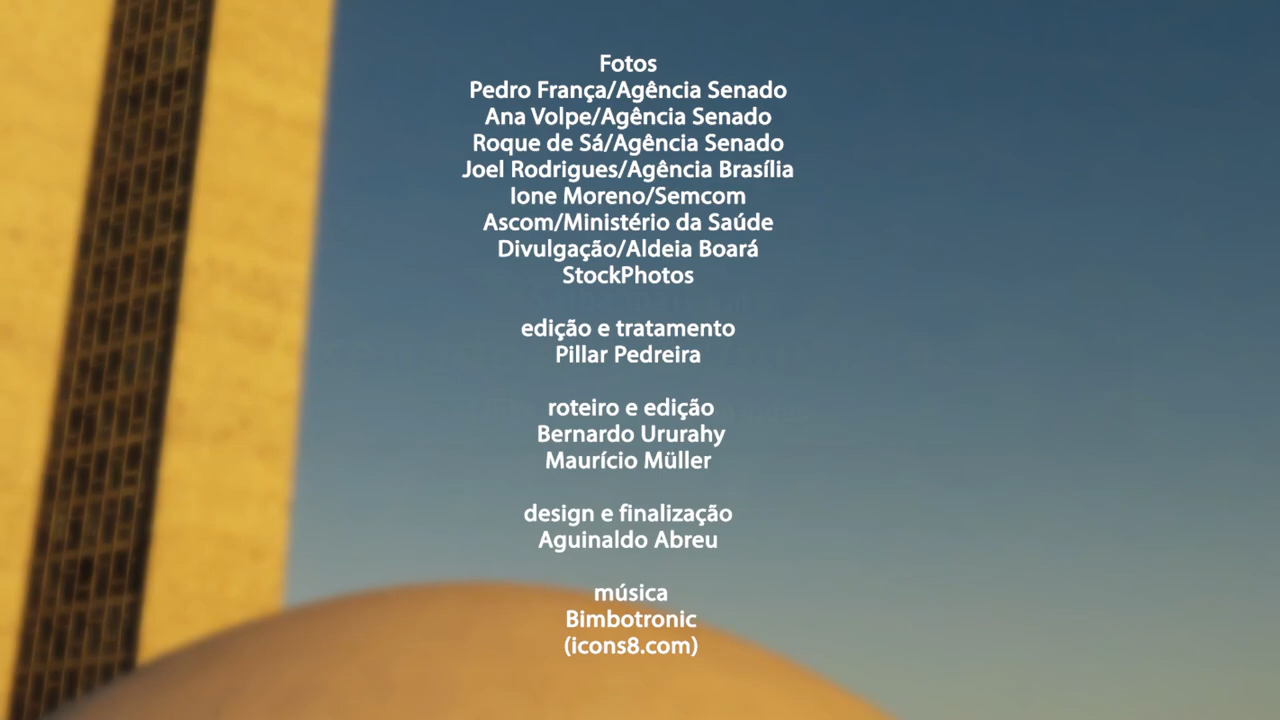 Fotos
Pedro França/Agência Senado
Ana Volpe/Agência Senado
Roque de Sá/Agência Senado
Joel Rodrigues/Agência Brasília
Ione Moreno/Semcom
Ascom/Ministério da Saúde
Divulgação/Aldeia Boará
StockPhotos
edição e tratamento
Pillar Pedreira
roteiro e edição
Bernardo Ururahy
Maurício Müller
design e finalização
Aguinaldo Abreu
música
Bimbotronic
(icons8.com)